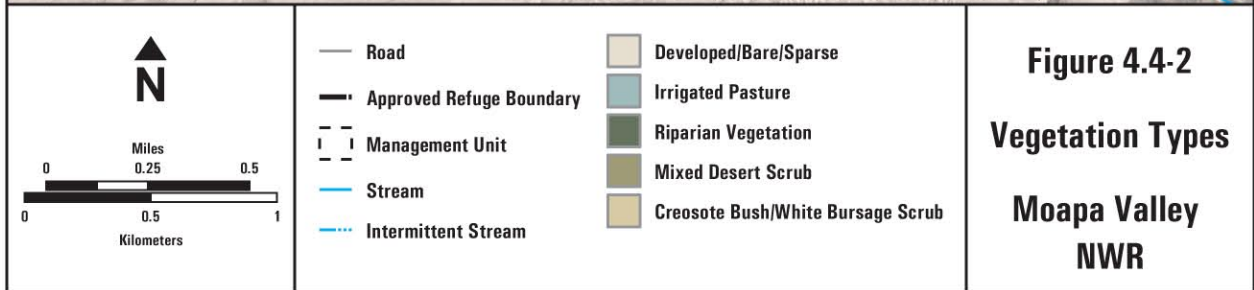 N
Miles
0 0.25 0.5
0 0.5 1
Kilometers
Road
Approved Refuge Boundary
Management Unit
Stream
Intermittent Stream
Developed/Bare/Sparse
Irrigated Pasture
Riparian Vegetation
Mixed Desert Scrub
Creosote Bush/White Bursage Scrub
Figure 4.4-2
Vegetation Types
Moapa Valley
NWR